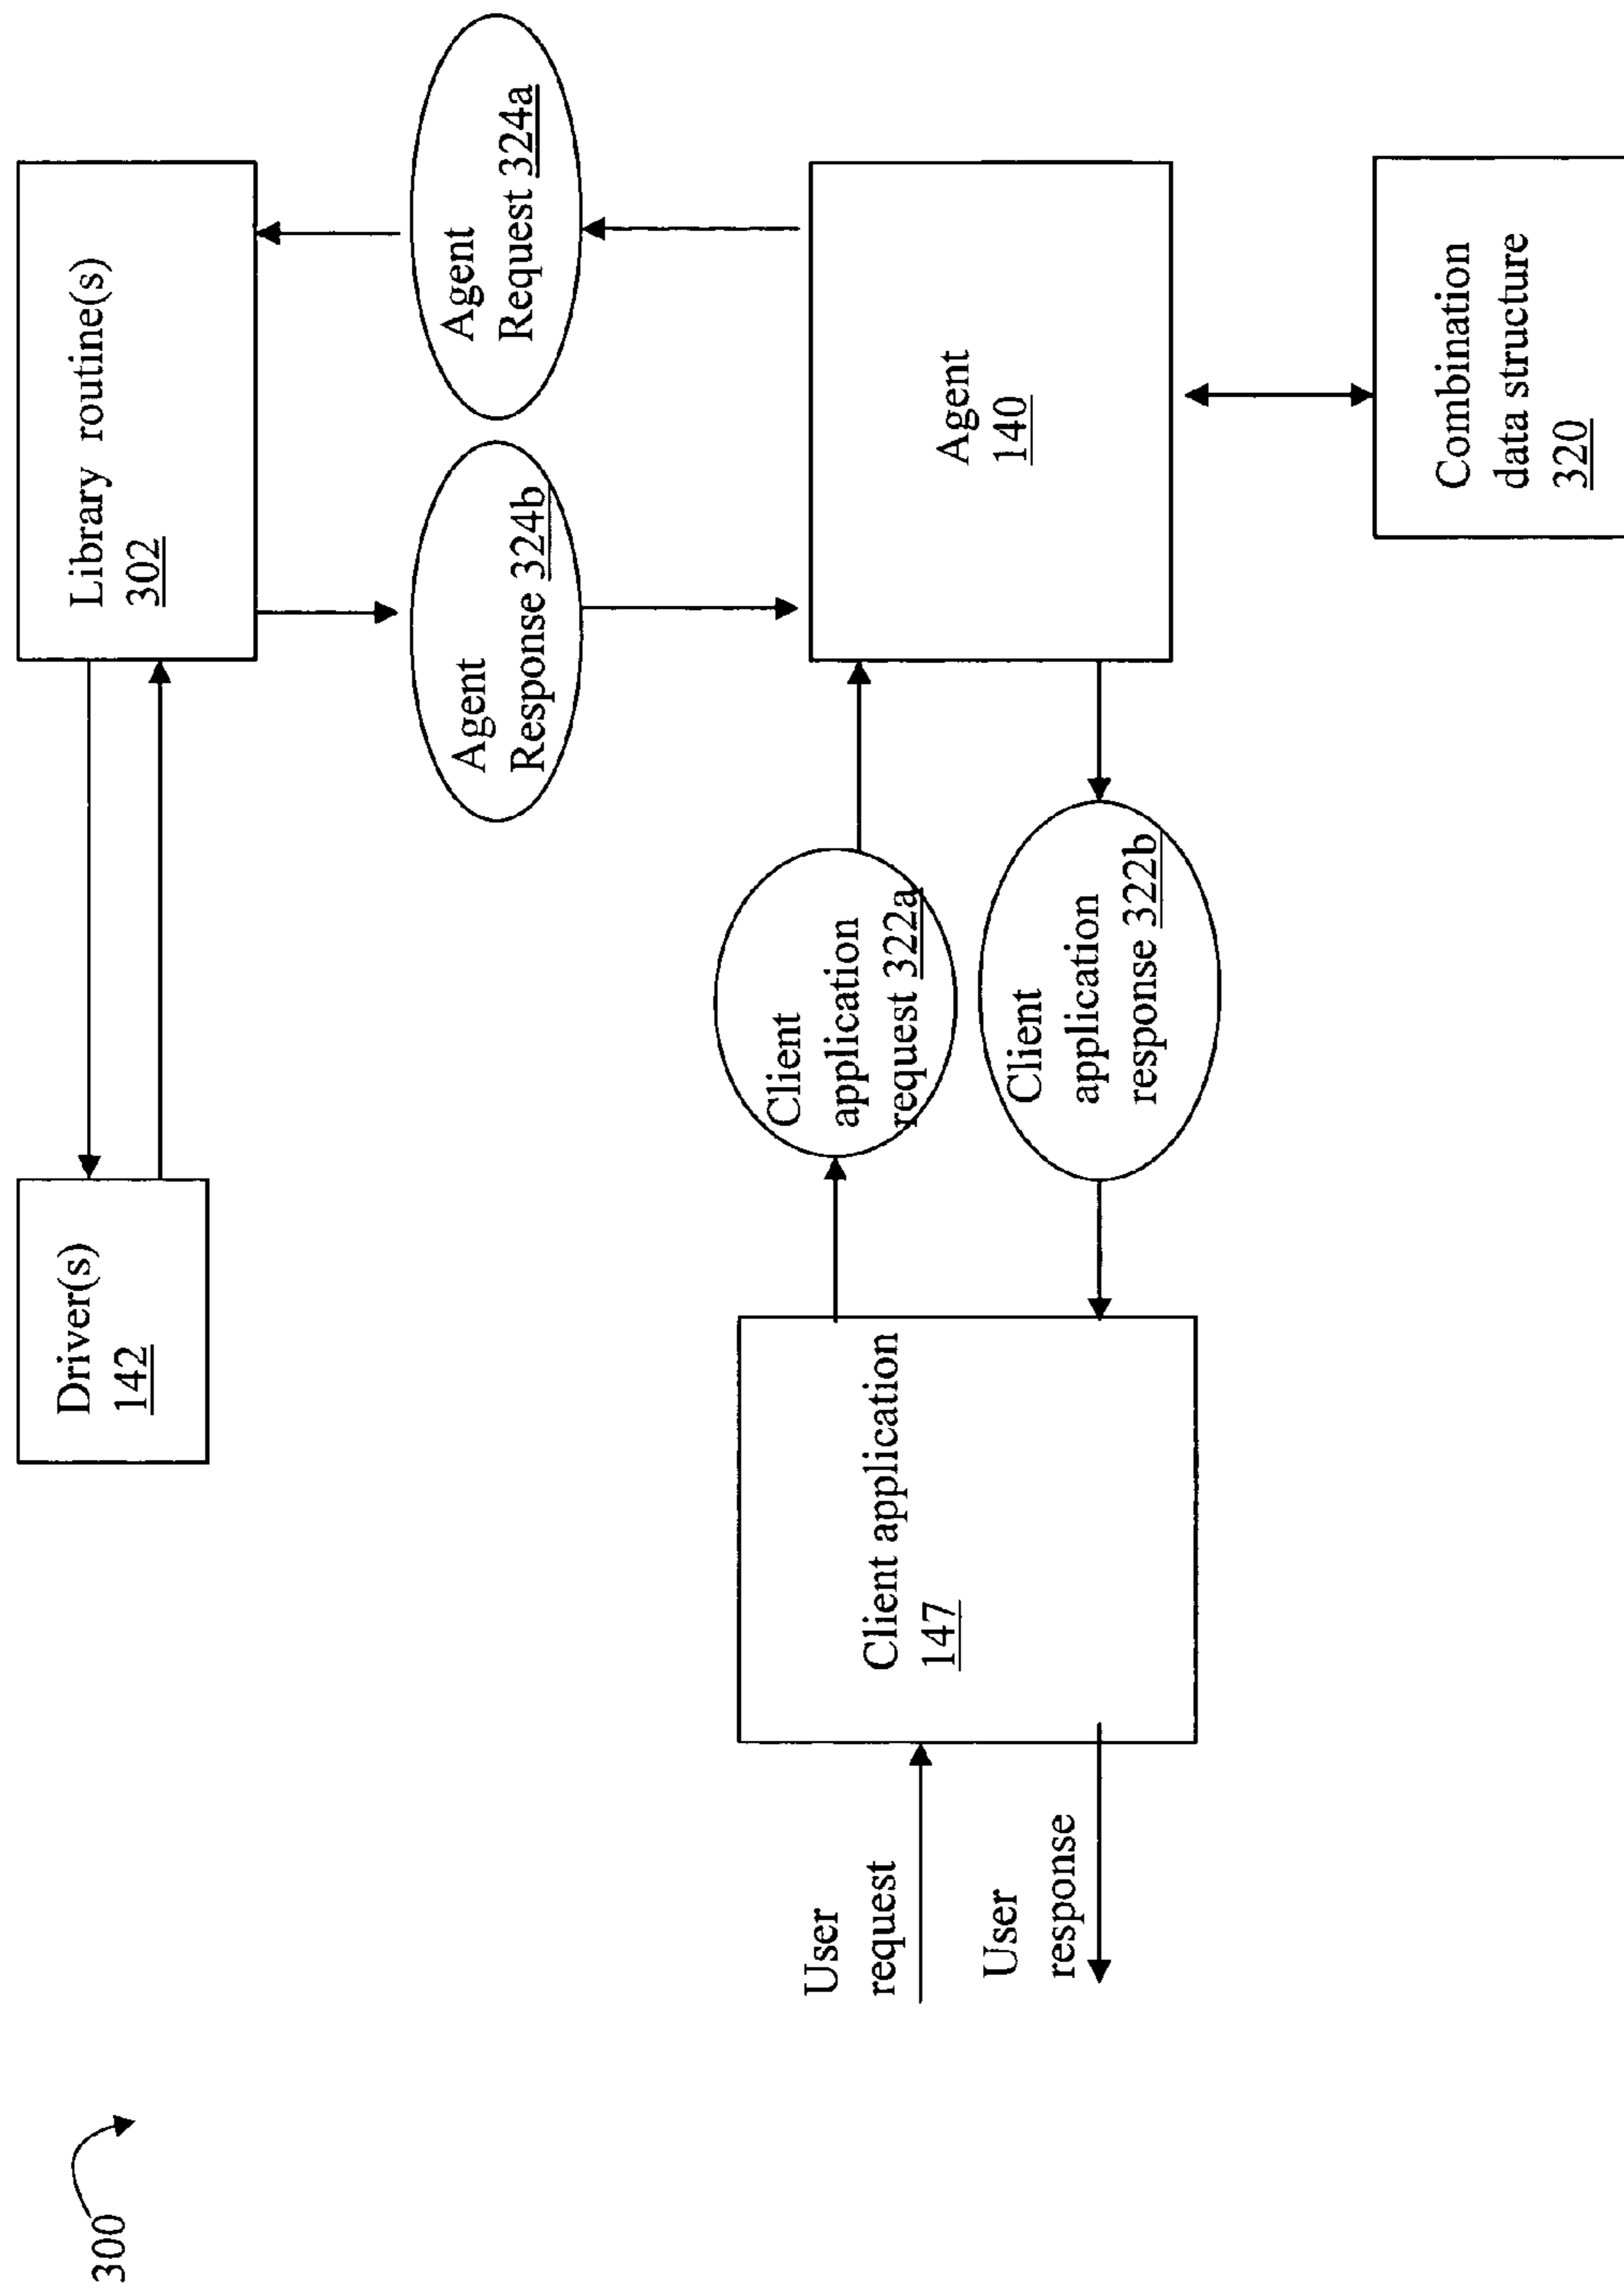 300
Driver(s)
142
Library routine(s)
302
Agent
Response 324b
Agent
Request 324a
User
request
User
response
Client application
147
Client
application
request 322a
Client
application
response 322b
Agent
140
Combination
data structure
320